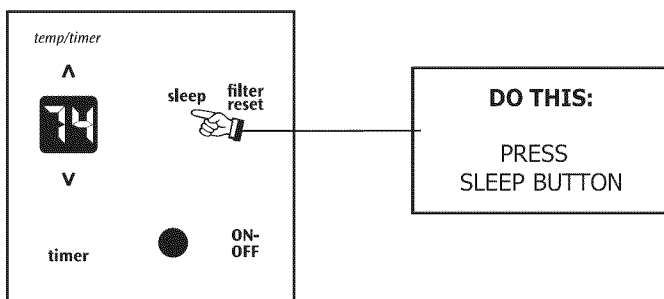 temp/timer
∧
74
∨
sleep
filter
reset
timer
ON-
OFF
DO THIS:
PRESS
SLEEP BUTTON